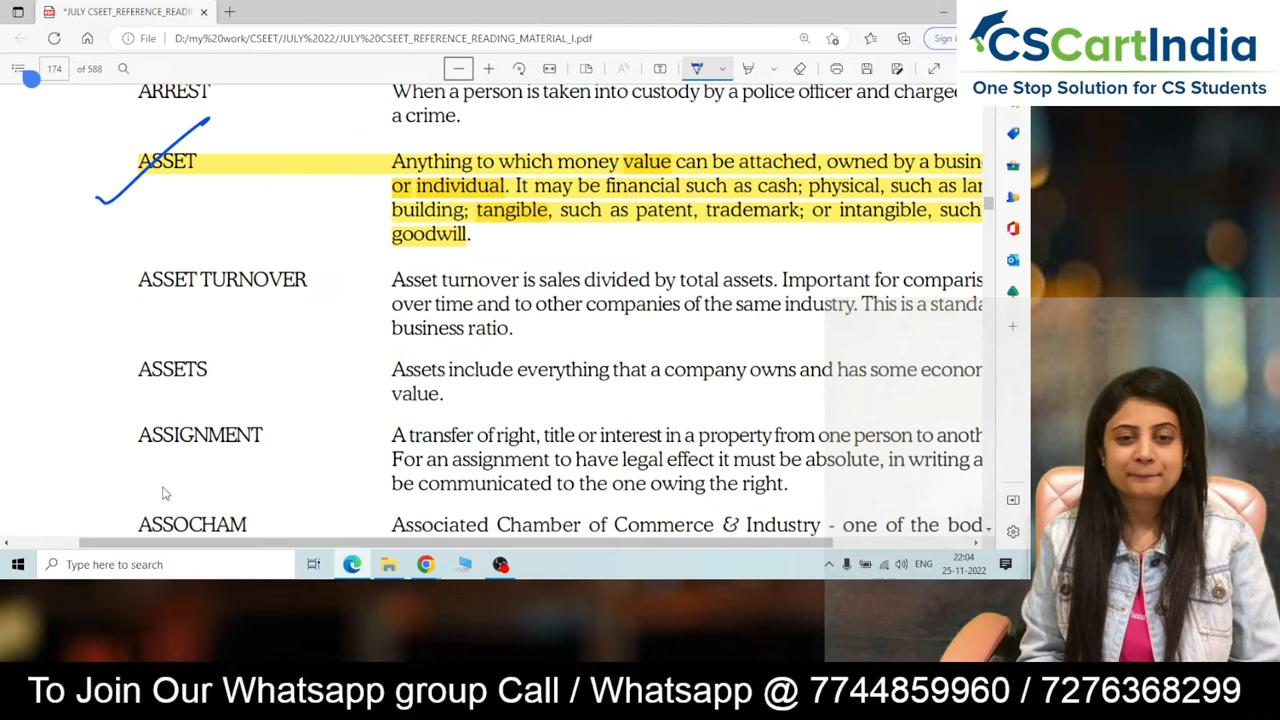 *JULY CSEET_REFERENCE_READI
File
D:/my%20work/CSEET/JULY%202022/JULY%20CSEET_REFERENCE_READING_MATERIAL_I.pdf
Sign i
174 of 588
CSCartIndia
One Stop Solution for CS Students
ARREST When a person is taken into custody by a police officer and charged
a crime.
ASSET Anything to which money value can be attached, owned by a busin
or individual. It may be financial such as cash; physical, such as lan
building; tangible, such as patent, trademark; or intangible, such
goodwill.
ASSET TURNOVER Asset turnover is sales divided by total assets. Important for comparis
over time and to other companies of the same industry. This is a standa
business ratio.
ASSETS Assets include everything that a company owns and has some econor
value.
ASSIGNMENT A transfer of right, title or interest in a property from one person to anoth
For an assignment to have legal effect it must be absolute, in writing a
be communicated to the one owing the right.
ASSOCHAM Associated Chamber of Commerce & Industry - one of the bod
Type here to search
ENG
22:04
25-11-2022
To Join Our Whatsapp group Call / Whatsapp @ 7744859960 / 7276368299